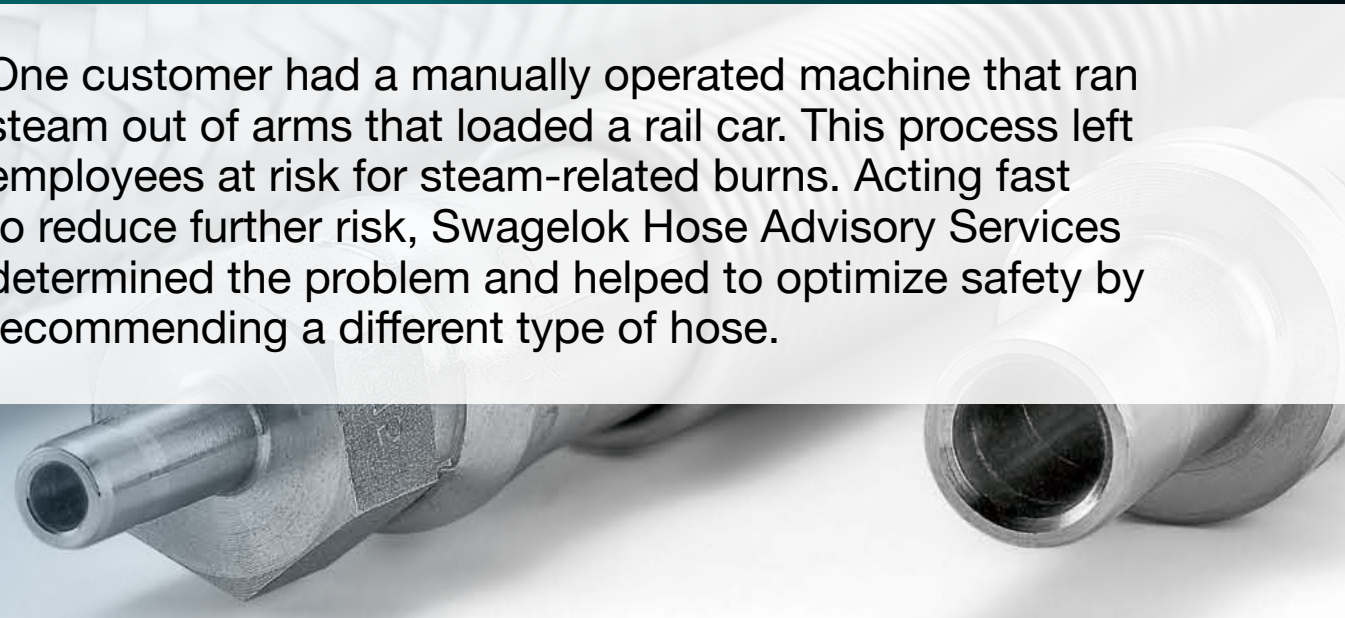 One customer had a manually operated machine that ran
steam out of arms that loaded a rail car. This process left
employees at risk for steam-related burns. Acting fast
to reduce further risk, Swagelok Hose Advisory Services
determined the problem and helped to optimize safety by
recommending a different type of hose.